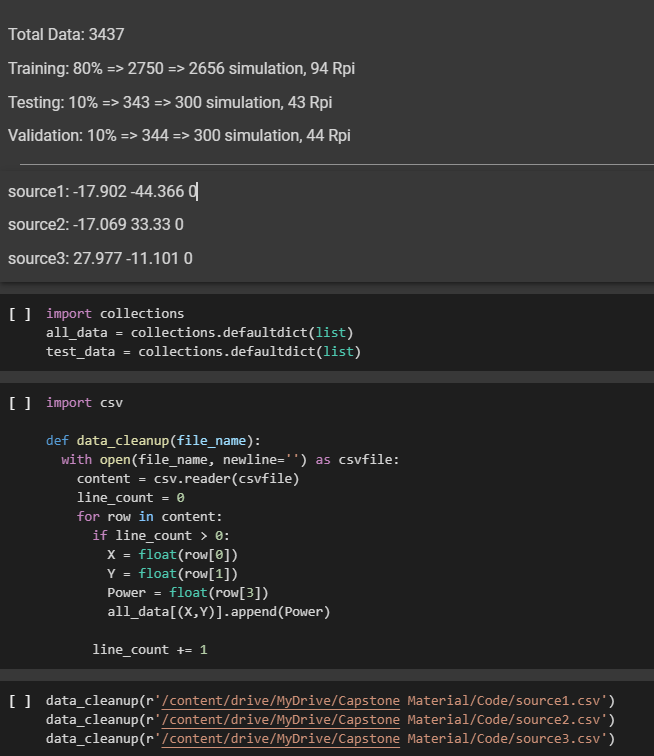 Total Data: 3437
Training: 80% => 2750 => 2656 simulation, 94 Rpi
Testing: 10% => 343 => 300 simulation, 43 Rpi
Validation: 10% => 344 => 300 simulation, 44 Rpi
source1: -17.902 -44.366 0
source2: -17.069 33.33 0
source3: 27.977 -11.101 0
[ ] import collections
all_data = collections.defaultdict(list)
test_data = collections.defaultdict(list)
[ ] import csv
def data_cleanup(file_name):
  with open(file_name, newline='') as csvfile:
    content = csv.reader(csvfile)
    line_count = 0
    for row in content:
      if line_count > 0:
        X = float(row[0])
        Y = float(row[1])
        Power = float(row[3])
        all_data[(X,Y)].append(Power)
      line_count += 1
[ ] data_cleanup(r'/content/drive/MyDrive/Capstone Material/Code/source1.csv')
data_cleanup(r'/content/drive/MyDrive/Capstone Material/Code/source2.csv')
data_cleanup(r'/content/drive/MyDrive/Capstone Material/Code/source3.csv')